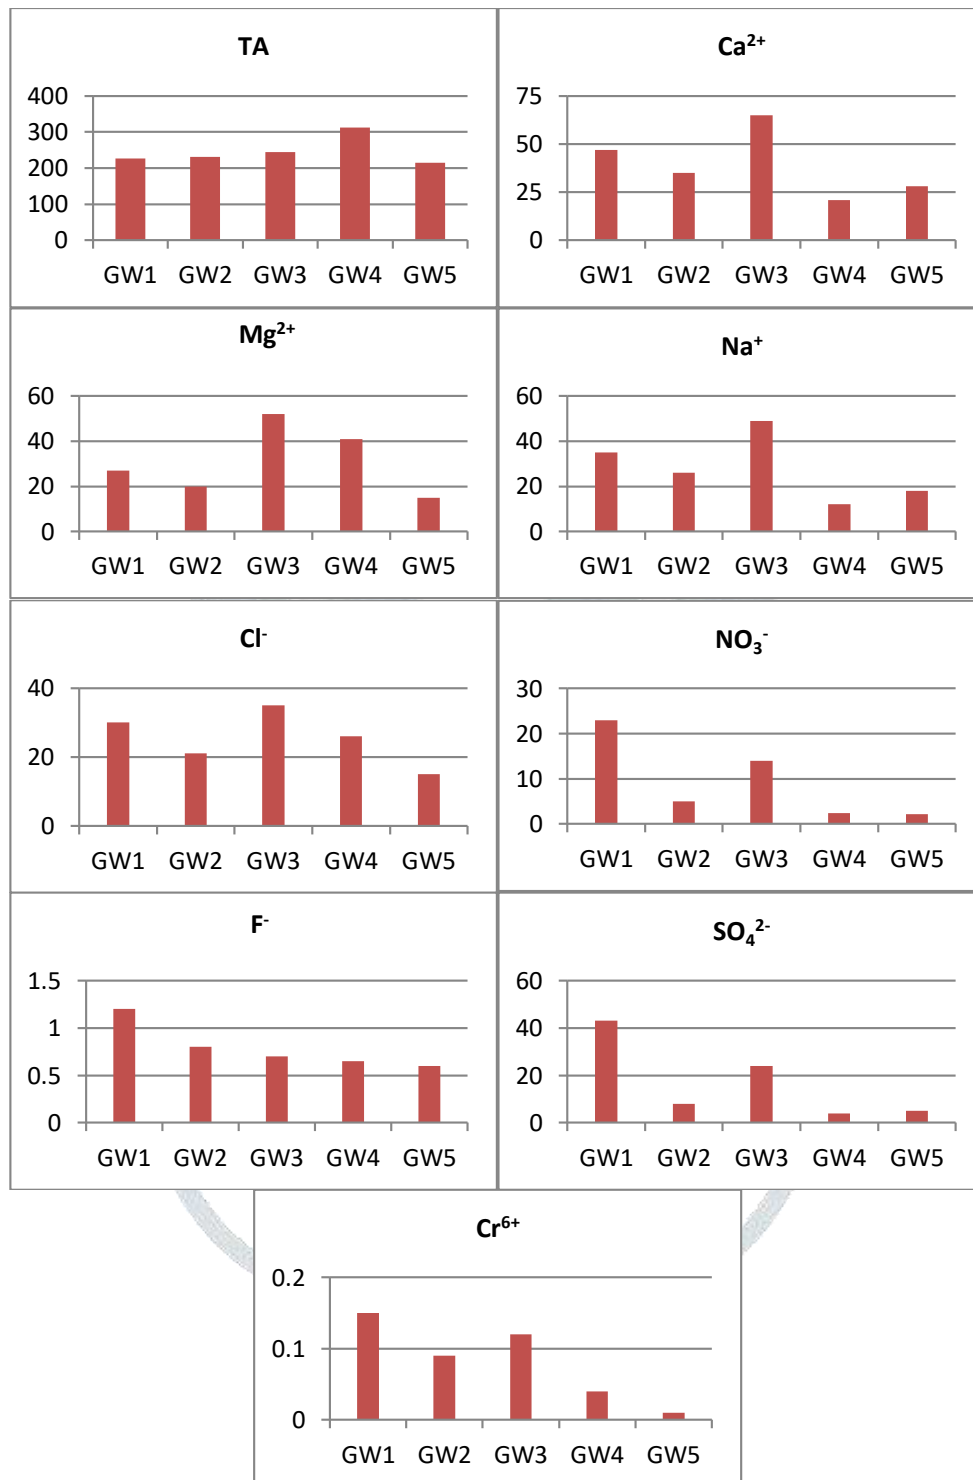 TA
400
300
200
100
0
GW1 GW2 GW3 GW4 GW5
Ca²⁺
75
50
25
0
GW1 GW2 GW3 GW4 GW5
Mg²⁺
60
40
20
0
GW1 GW2 GW3 GW4 GW5
Na⁺
60
40
20
0
GW1 GW2 GW3 GW4 GW5
Cl⁻
40
20
0
GW1 GW2 GW3 GW4 GW5
NO₃⁻
30
20
10
0
GW1 GW2 GW3 GW4 GW5
F⁻
1.5
1
0.5
0
GW1 GW2 GW3 GW4 GW5
SO₄²⁻
60
40
20
0
GW1 GW2 GW3 GW4 GW5
Cr⁶⁺
0.2
0.1
0
GW1 GW2 GW3 GW4 GW5